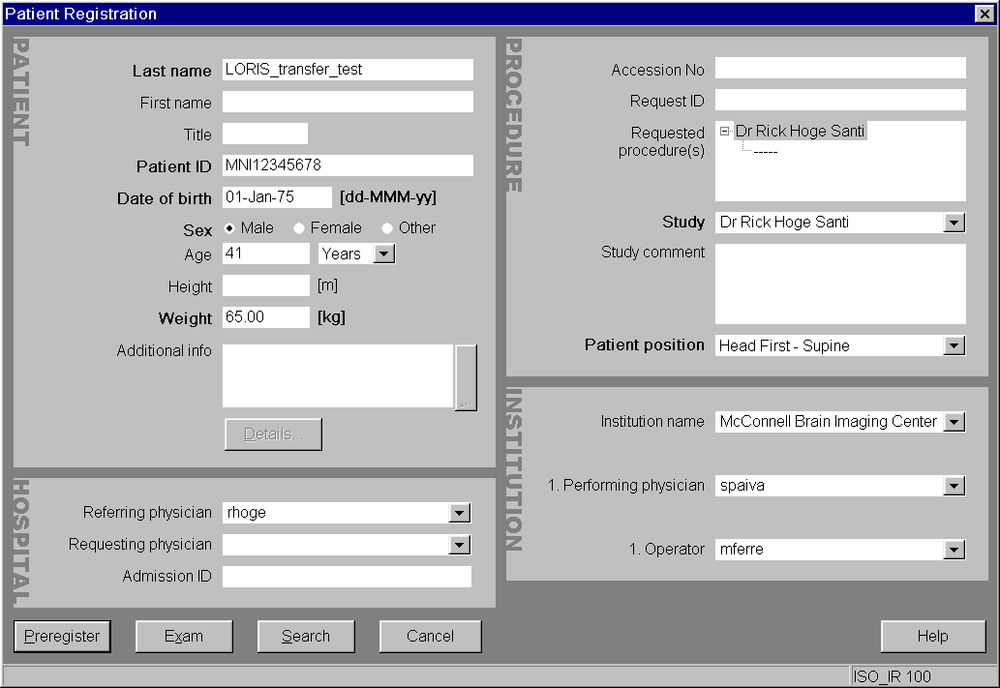 Patient Registration
PATIENT
Last name LORIS_transfer_test
First name
Title
Patient ID MNI12345678
Date of birth 01-Jan-75 [dd-MMM-yy]
Sex Male Female Other
Age 41 Years
Height [m]
Weight 65.00 [kg]
Additional info
...
Details...
HOSPITAL
Referring physician rhoge
Requesting physician
Admission ID
PROCEDURE
Accession No
Request ID
Requested procedure(s) Dr Rick Hoge Santi
-----
Study Dr Rick Hoge Santi
Study comment
Patient position Head First - Supine
INSTITUTION
Institution name McConnell Brain Imaging Center
1. Performing physician spaiva
1. Operator mferre
Preregister Exam Search Cancel Help
ISO_IR 100